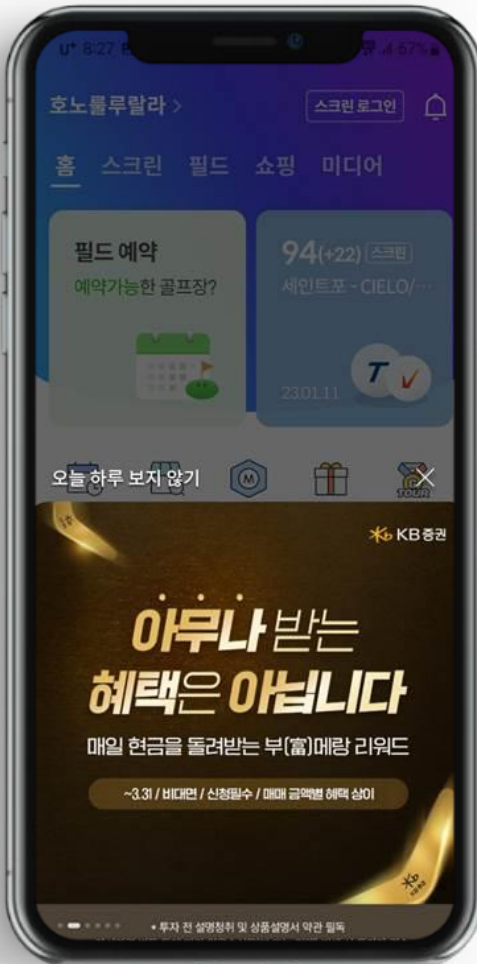 U⁺ 8:27
67%
호노룰루랄라 >
스크린 로그인
홈 스크린 필드 쇼핑 미디어
필드 예약
예약가능한 골프장?
94(+22) 스크린
세인트포 - CIELO/···
23.01.11
T
오늘 하루 보지 않기
M
TOUR
KB증권
아무나 받는
혜택은 아닙니다
매일 현금을 돌려받는 부(富)메랑 리워드
~3.31 / 비대면 / 신청필수 / 매매 금액별 혜택 상이
• 투자 전 설명청취 및 상품설명서 약관 필독